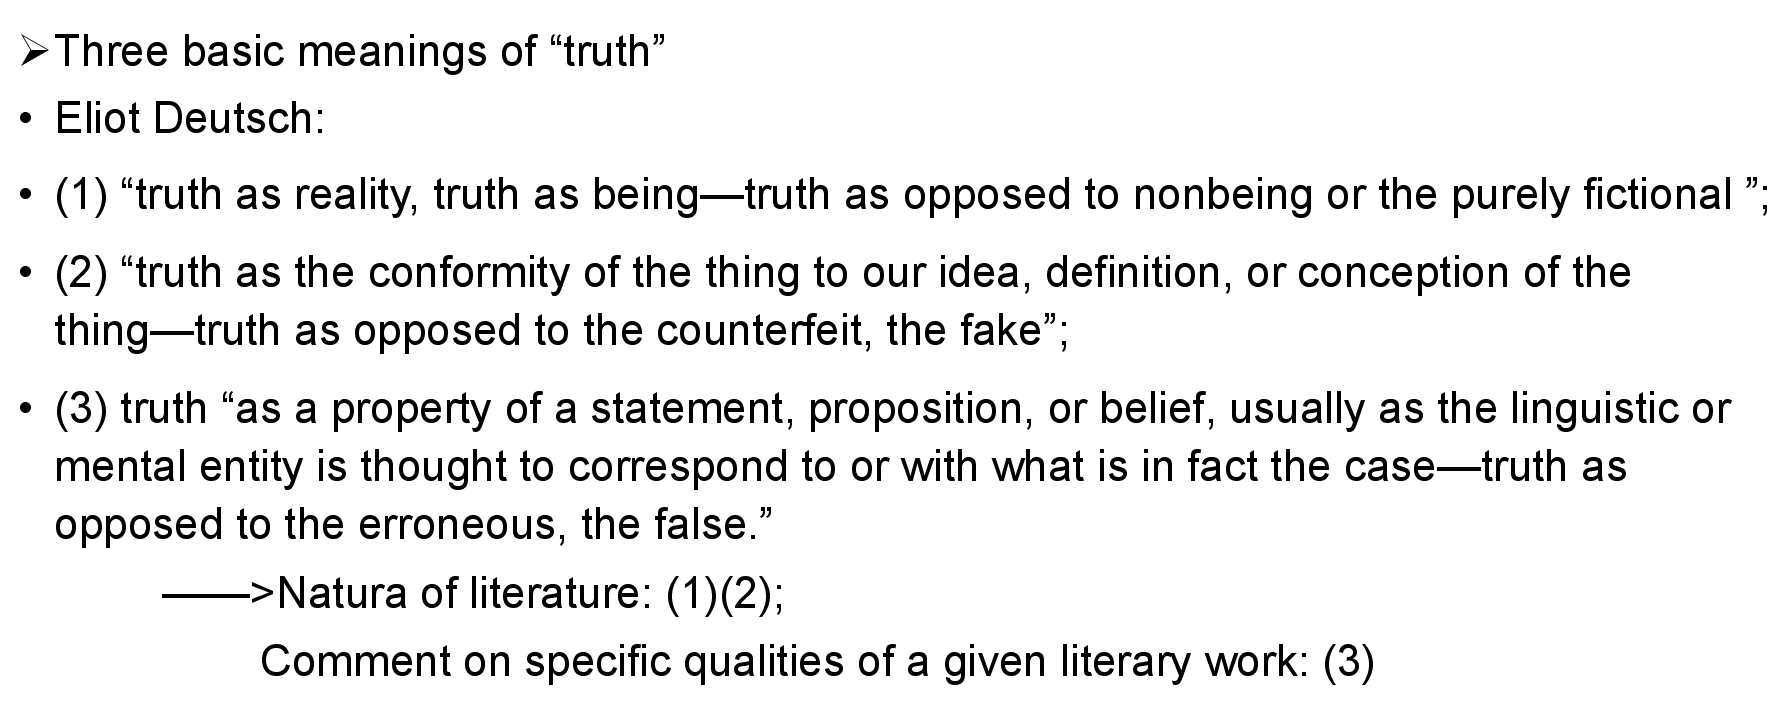 ➢Three basic meanings of “truth”
• Eliot Deutsch:
• (1) “truth as reality, truth as being—truth as opposed to nonbeing or the purely fictional ”;
• (2) “truth as the conformity of the thing to our idea, definition, or conception of the
thing—truth as opposed to the counterfeit, the fake”;
• (3) truth “as a property of a statement, proposition, or belief, usually as the linguistic or
mental entity is thought to correspond to or with what is in fact the case—truth as
opposed to the erroneous, the false.”
——>Natura of literature: (1)(2);
Comment on specific qualities of a given literary work: (3)